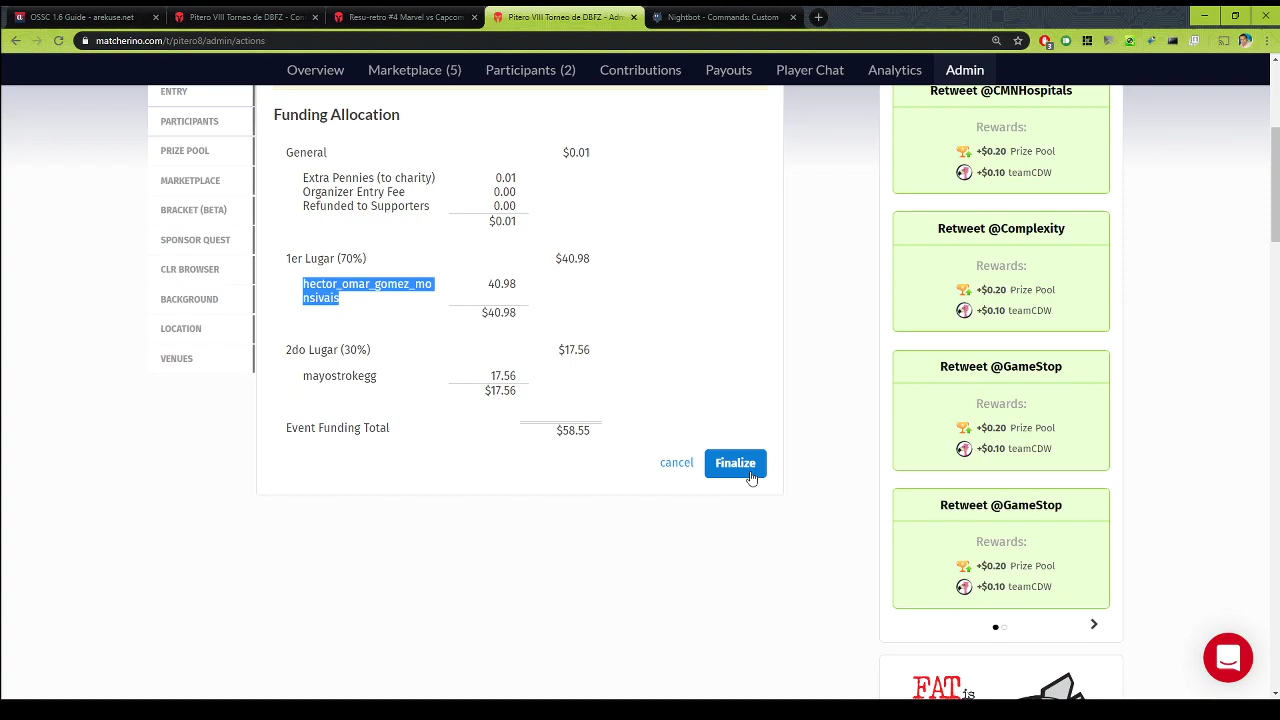 OSSC 1.6 Guide - arekuse.net
Pitero VIII Torneo de DBFZ - Con
Resu-retro #4 Marvel vs Capcom
Pitero VIII Torneo de DBFZ - Adm
Nightbot - Commands: Custom
matcherino.com/t/pitero8/admin/actions
Overview
Marketplace (5)
Participants (2)
Contributions
Payouts
Player Chat
Analytics
Admin
ENTRY
PARTICIPANTS
PRIZE POOL
MARKETPLACE
BRACKET (BETA)
SPONSOR QUEST
CLR BROWSER
BACKGROUND
LOCATION
VENUES
Funding Allocation
General $0.01
Extra Pennies (to charity) 0.01
Organizer Entry Fee 0.00
Refunded to Supporters 0.00
$0.01
1er Lugar (70%) $40.98
hector_omar_gomez_mo 40.98
nsivais
$40.98
2do Lugar (30%) $17.56
mayostrokegg 17.56
$17.56
Event Funding Total $58.55
cancel
Finalize
Retweet @CMNHospitals
Rewards:
+$0.20 Prize Pool
+$0.10 teamCDW
Retweet @Complexity
Rewards:
+$0.20 Prize Pool
+$0.10 teamCDW
Retweet @GameStop
Rewards:
+$0.20 Prize Pool
+$0.10 teamCDW
Retweet @GameStop
Rewards:
+$0.20 Prize Pool
+$0.10 teamCDW
FAT is